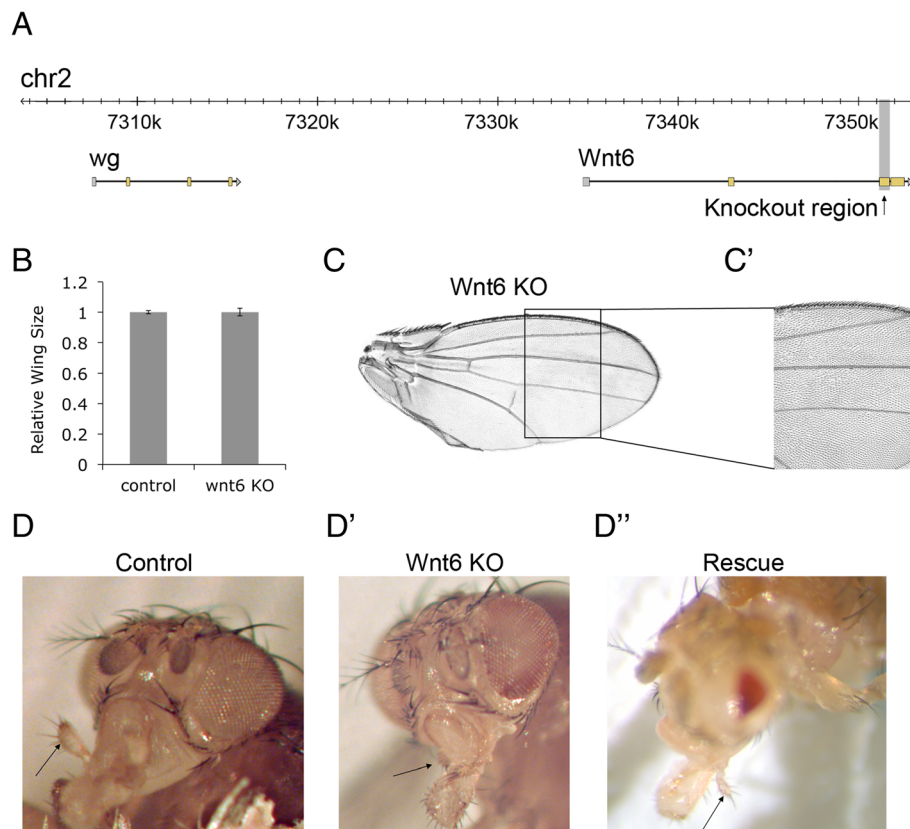 A
chr2
7310k 7320k 7330k 7340k 7350k
wg
Wnt6
Knockout region
B
1.2
1
0.8
0.6
0.4
0.2
0
Relative Wing Size
control wnt6 KO
C
Wnt6 KO
C'
D
Control
D'
Wnt6 KO
D''
Rescue